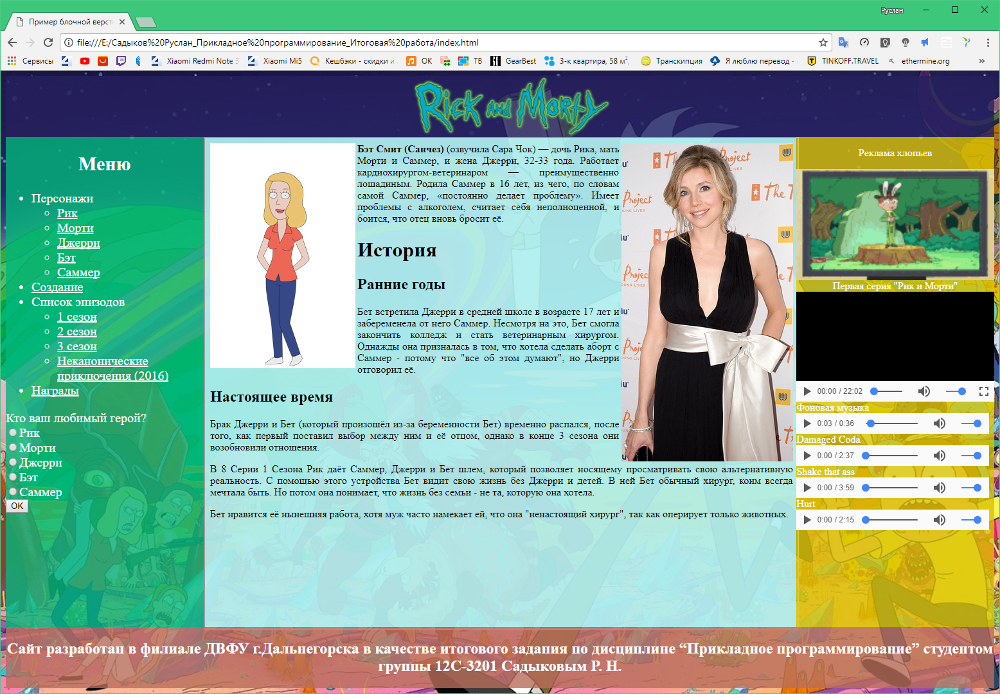 Руслан
Пример блочной верст
file:///E:/Садыков%20Руслан_Прикладное%20программирование_Итоговая%20работа/index.html
Сервисы
Xiaomi Redmi Note 3
Xiaomi Mi5
Кешбэки - скидки и
OK
ТВ
GearBest
3-к квартира, 58 м²,
Транскипция
Я люблю перевод -
TINKOFF.TRAVEL
ethermine.org
»
Rick and Morty
Меню
Персонажи
Рик
Морти
Джерри
Бэт
Саммер
Создание
Список эпизодов
1 сезон
2 сезон
3 сезон
Неканонические
приключения (2016)
Награды
Кто ваш любимый герой?
Рик
Морти
Джерри
Бэт
Саммер
OK
Бэт Смит (Санчез) (озвучила Сара Чок) — дочь Рика, мать
Морти и Саммер, и жена Джерри, 32-33 года. Работает
кардиохирургом-ветеринаром — преимущественно
лошадиным. Родила Саммер в 16 лет, из чего, по словам
самой Саммер, «постоянно делает проблему». Имеет
проблемы с алкоголем, считает себя неполноценной, и
боится, что отец вновь бросит её.
История
Ранние годы
Бет встретила Джерри в средней школе в возрасте 17 лет и
забеременела от него Саммер. Несмотря на это, Бет смогла
закончить колледж и стать ветеринарным хирургом.
Однажды она призналась в том, что хотела сделать аборт с
Саммер - потому что "все об этом думают", но Джерри
отговорил её.
Настоящее время
Брак Джерри и Бет (который произошёл из-за беременности Бет) временно распался, после
того, как первый поставил выбор между ним и её отцом, однако в конце 3 сезона они
возобновили отношения.
В 8 Серии 1 Сезона Рик даёт Саммер, Джерри и Бет шлем, который позволяет носящему просматривать свою альтернативную
реальность. С помощью этого устройства Бет видит свою жизнь без Джерри и детей. В ней Бет обычный хирург, коим всегда
мечтала быть. Но потом она понимает, что жизнь без семьи - не та, которую она хотела.
Бет нравится её нынешняя работа, хотя муж часто намекает ей, что она "ненастоящий хирург", так как оперирует только животных.
The
Project
YOUNG LIVES
The T
Project
YOUNG LIVES
Реклама хлопьев
Первая серия "Рик и Морти"
00:00 / 22:02
Фоновая музыка
0:03 / 0:36
Damaged Coda
0:00 / 2:37
Shake that ass
0:00 / 3:59
Hurt
0:00 / 2:15
Сайт разработан в филиале ДВФУ г.Дальнегорска в качестве итогового задания по дисциплине “Прикладное программирование” студентом
группы 12С-3201 Садыковым Р. Н.